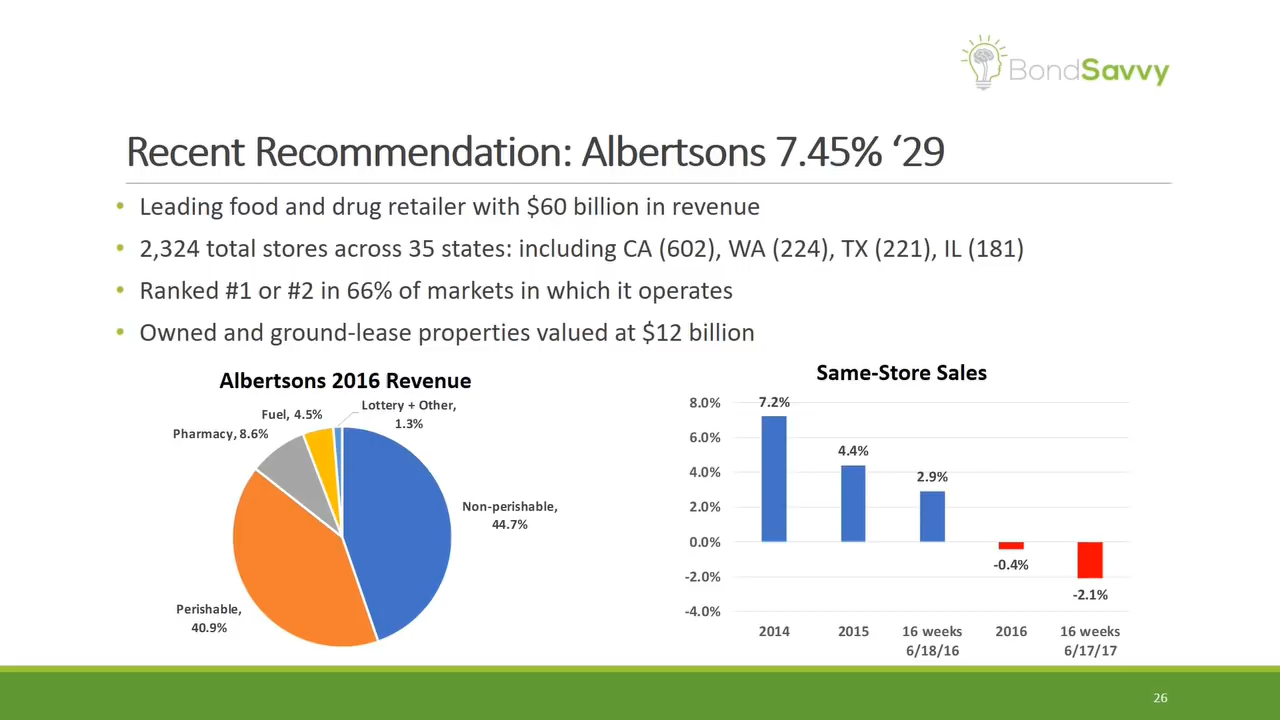 BondSavvy
Recent Recommendation: Albertsons 7.45% ‘29
• Leading food and drug retailer with $60 billion in revenue
• 2,324 total stores across 35 states: including CA (602), WA (224), TX (221), IL (181)
• Ranked #1 or #2 in 66% of markets in which it operates
• Owned and ground-lease properties valued at $12 billion
Albertsons 2016 Revenue
Lottery + Other,
1.3%
Fuel, 4.5%
Pharmacy, 8.6%
Non-perishable,
44.7%
Perishable,
40.9%
Same-Store Sales
8.0%
6.0%
4.0%
2.0%
0.0%
-2.0%
-4.0%
7.2%
4.4%
2.9%
-0.4%
-2.1%
2014
2015
16 weeks
6/18/16
2016
16 weeks
6/17/17
26